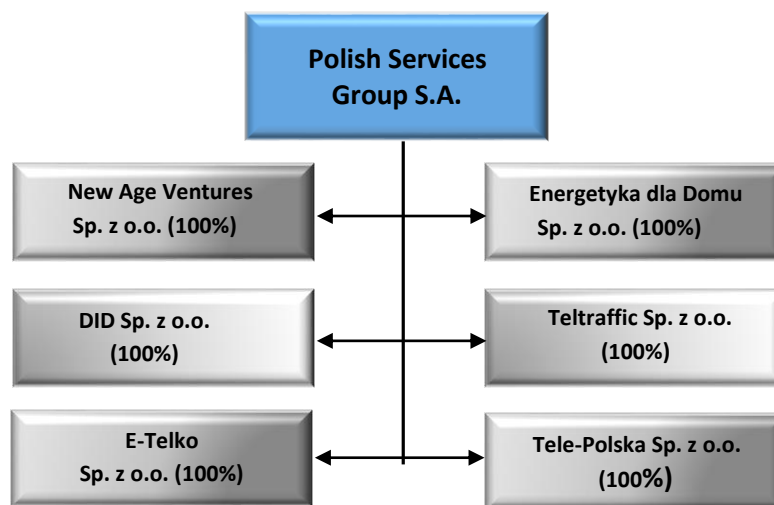 Polish Services
Group S.A.
New Age Ventures
Sp. z o.o. (100%)
Energetyka dla Domu
Sp. z o.o. (100%)
DID Sp. z o.o.
(100%)
Teltraffic Sp. z o.o.
(100%)
E-Telko
Sp. z o.o. (100%)
Tele-Polska Sp. z o.o.
(100%)